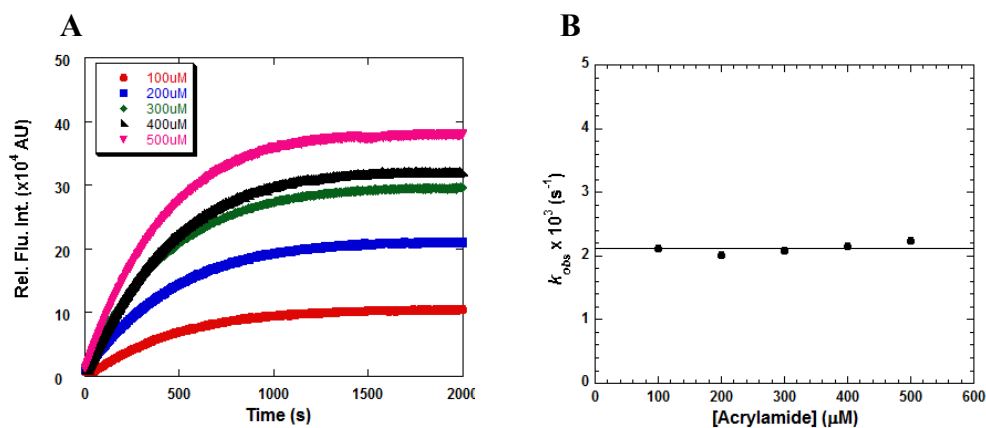 A
Rel. Flu. Int. (x10⁴ AU)
50
40
30
20
10
0
100uM
200uM
300uM
400uM
500uM
0 500 1000 1500 2000
Time (s)
B
k_obs x 10³ (s⁻¹)
5
4
3
2
1
0
0 100 200 300 400 500 600
[Acrylamide] (μM)